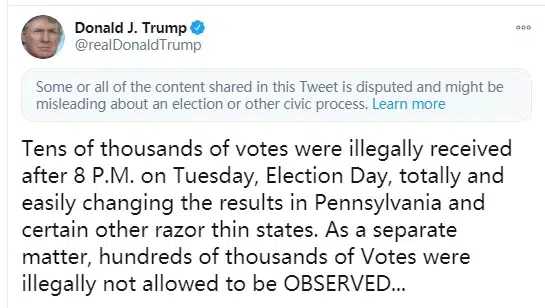 Donald J. Trump
@realDonaldTrump
Some or all of the content shared in this Tweet is disputed and might be
misleading about an election or other civic process. Learn more
Tens of thousands of votes were illegally received
after 8 P.M. on Tuesday, Election Day, totally and
easily changing the results in Pennsylvania and
certain other razor thin states. As a separate
matter, hundreds of thousands of Votes were
illegally not allowed to be OBSERVED...